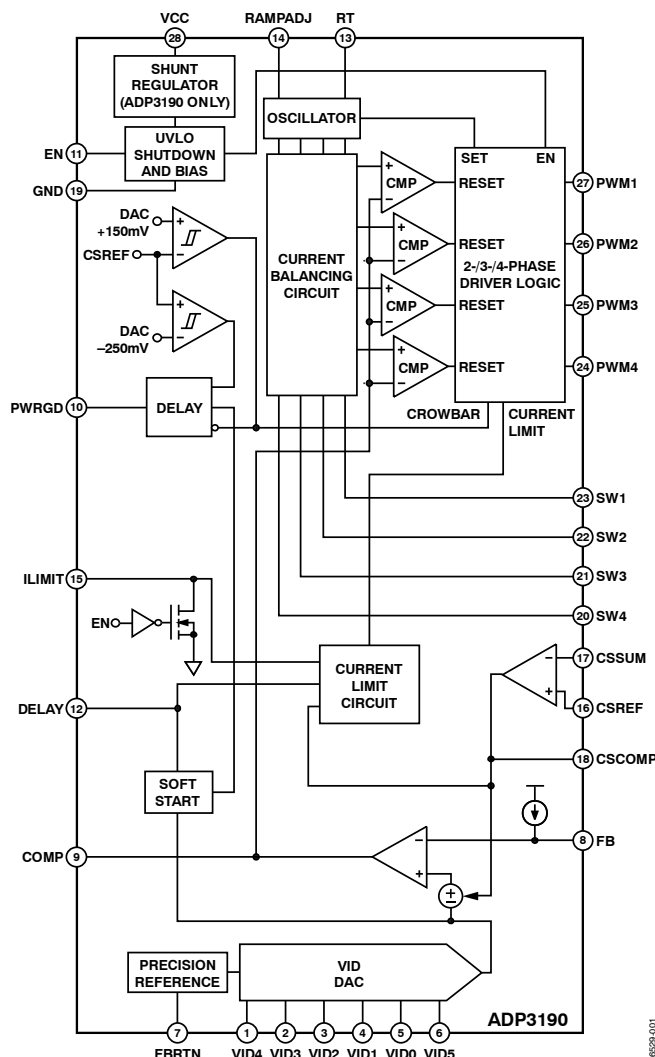 VCC
RAMPADJ
RT
28
14
13
SHUNT
REGULATOR
(ADP3190 ONLY)
OSCILLATOR
UVLO
SHUTDOWN
AND BIAS
EN
11
GND
19
SET
EN
CMP
+
–
RESET
27
PWM1
DAC
+150mV
+
–
CSREF
CURRENT
BALANCING
CIRCUIT
CMP
+
–
RESET
26
PWM2
2-/3-/4-PHASE
DRIVER LOGIC
DAC
–250mV
+
–
CMP
+
–
RESET
25
PWM3
CMP
+
–
RESET
24
PWM4
PWRGD
10
DELAY
CROWBAR
CURRENT
LIMIT
23
SW1
22
SW2
ILIMIT
15
21
SW3
EN
20
SW4
CURRENT
LIMIT
CIRCUIT
–
+
17
CSSUM
DELAY
12
16
CSREF
18
CSCOMP
SOFT
START
COMP
9
–
+
8
FB
+
–
PRECISION
REFERENCE
VID
DAC
ADP3190
7
1
2
3
4
5
6
FBRTN
VID4
VID3
VID2
VID1
VID0
VID5